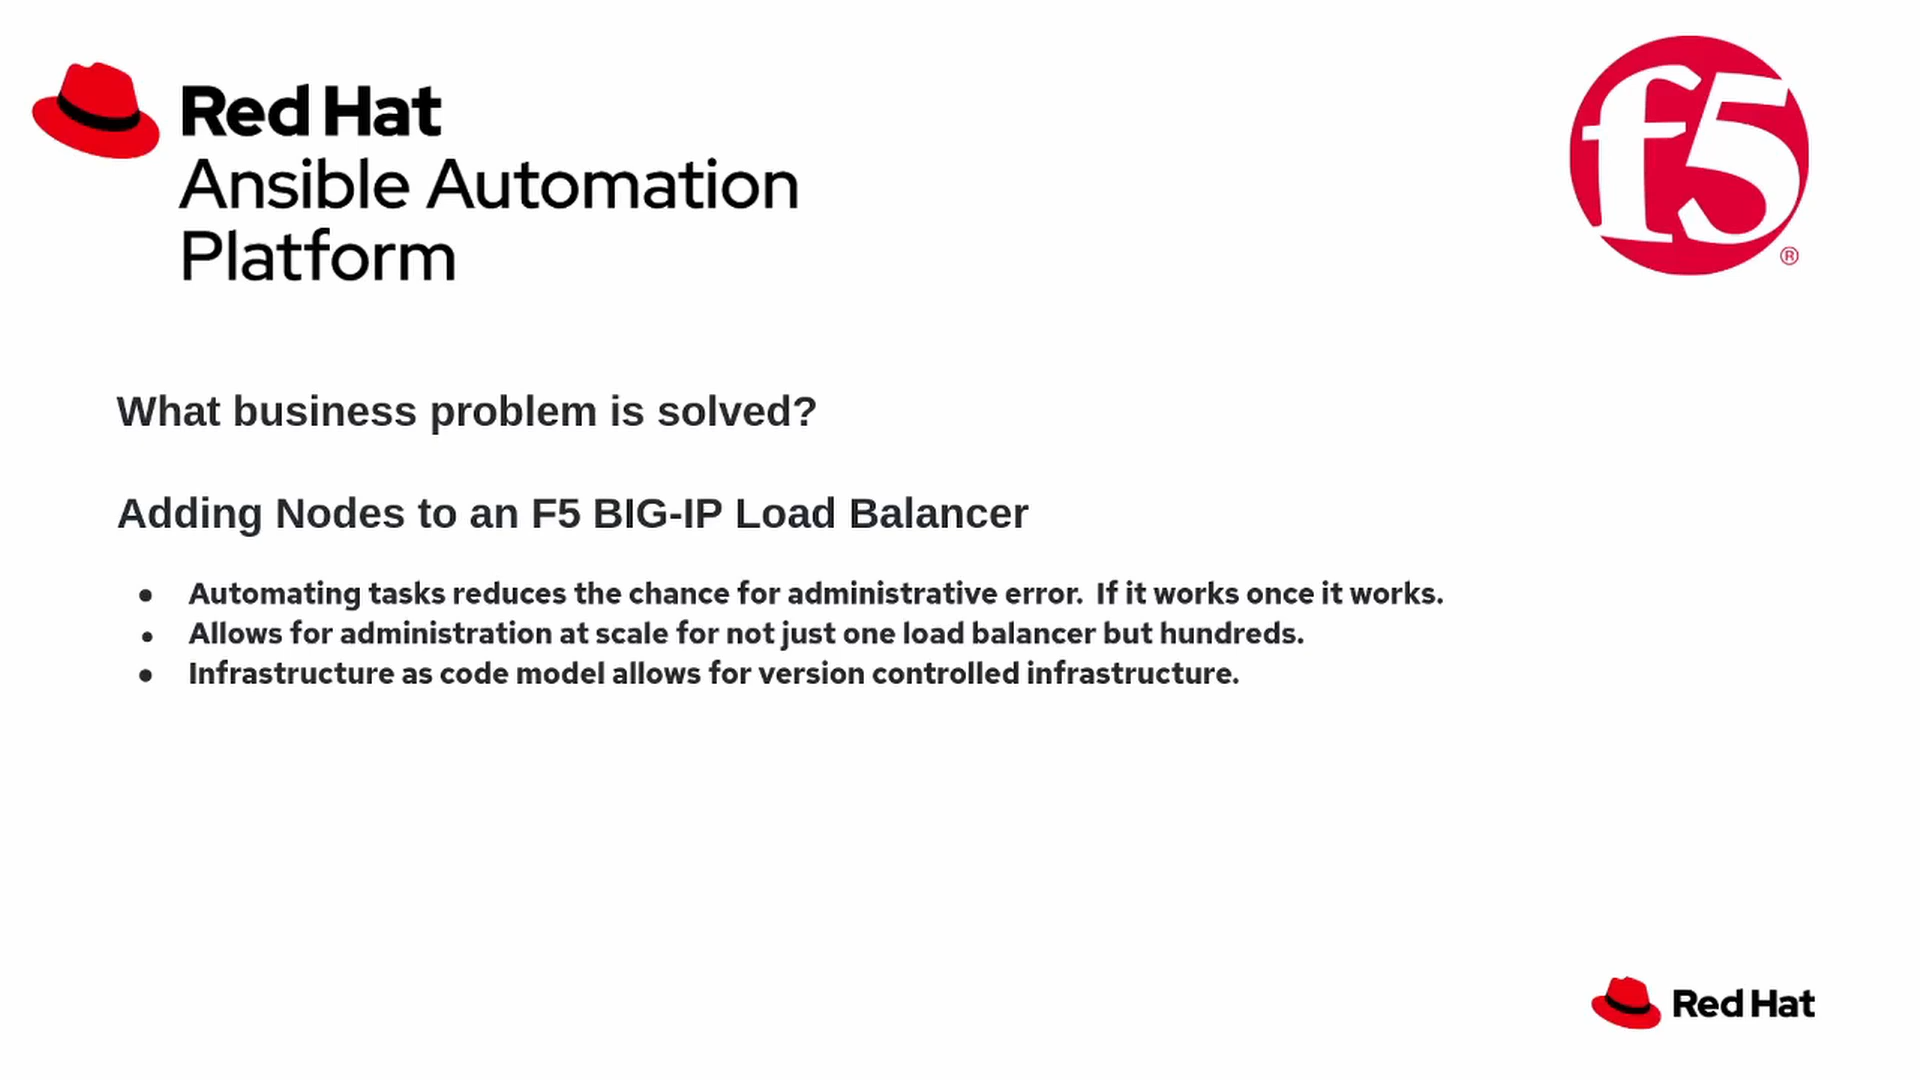 Red Hat
Ansible Automation
Platform
f5
®
What business problem is solved?
Adding Nodes to an F5 BIG-IP Load Balancer
• Automating tasks reduces the chance for administrative error.  If it works once it works.
• Allows for administration at scale for not just one load balancer but hundreds.
• Infrastructure as code model allows for version controlled infrastructure.
Red Hat